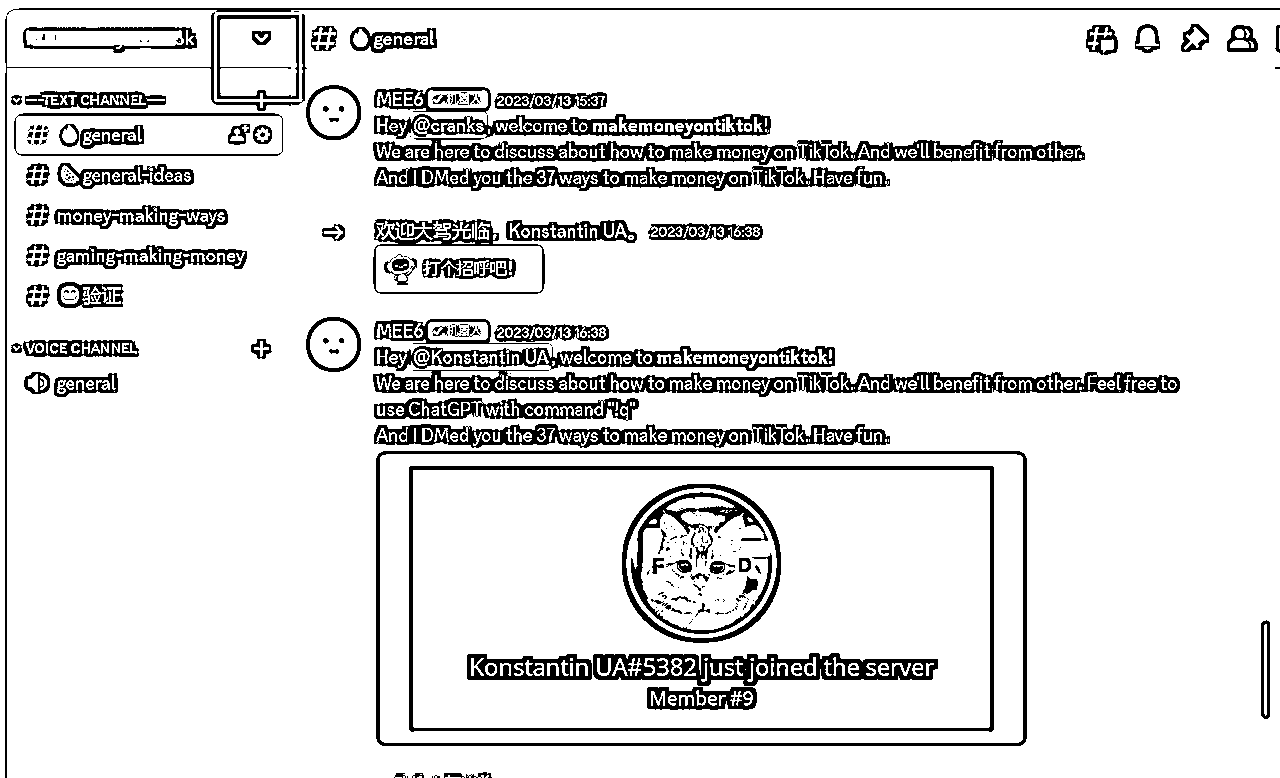 # general
TEXT CHANNEL
# general
# general-ideas
# money-making-ways
# gaming-making-money
# 验证
VOICE CHANNEL
general
MEE6 机器人 2023/03/13 15:37
Hey @cranks, welcome to makemoneyontiktok!
We are here to discuss about how to make money on TikTok. And we'll benefit from other.
And I DMed you the 37 ways to make money on TikTok. Have fun.
欢迎大驾光临，Konstantin UA。 2023/03/13 16:38
打个招呼吧！
MEE6 机器人 2023/03/13 16:38
Hey @Konstantin UA, welcome to makemoneyontiktok!
We are here to discuss about how to make money on TikTok. And we'll benefit from other. Feel free to
use ChatGPT with command "!q"
And I DMed you the 37 ways to make money on TikTok. Have fun.
F D
Konstantin UA#5382 just joined the server
Member #9